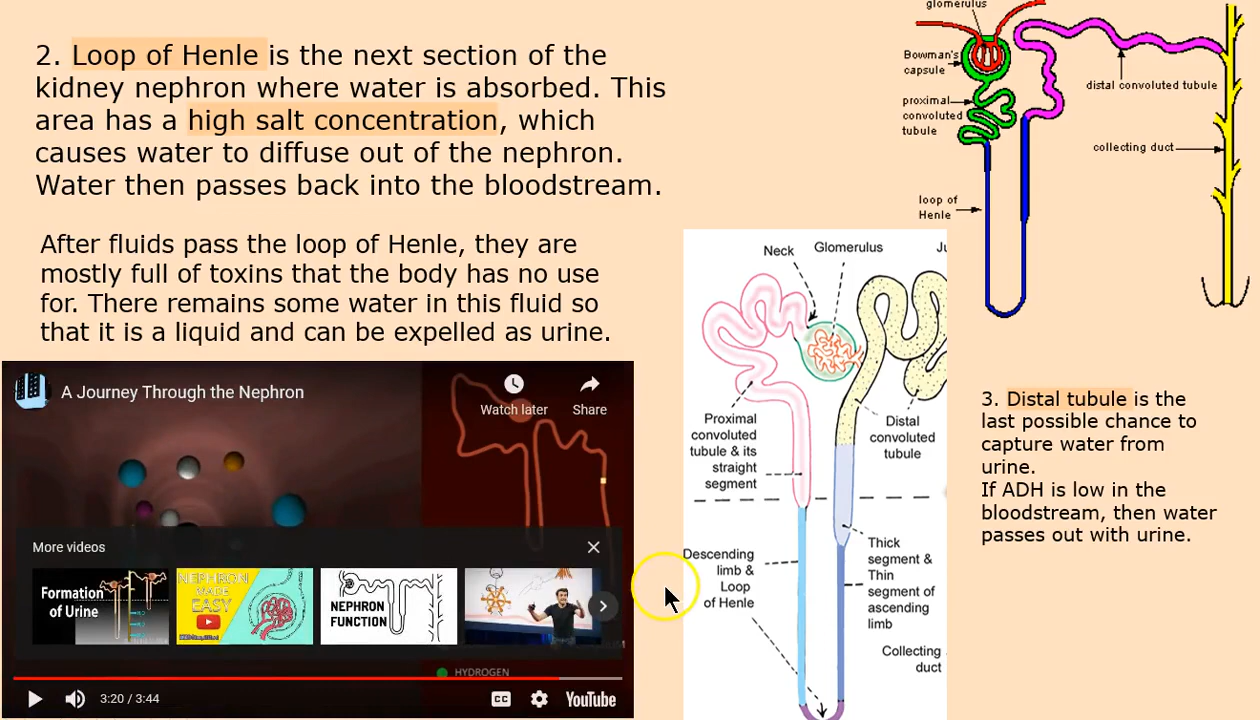 2. Loop of Henle is the next section of the
kidney nephron where water is absorbed. This
area has a high salt concentration, which
causes water to diffuse out of the nephron.
Water then passes back into the bloodstream.
After fluids pass the loop of Henle, they are
mostly full of toxins that the body has no use
for. There remains some water in this fluid so
that it is a liquid and can be expelled as urine.
A Journey Through the Nephron
Watch later
Share
More videos
Formation
of Urine
NEPHRON
MADE
EASY
NEPHRON
FUNCTION
HYDROGEN
3:20 / 3:44
CC
YouTube
glomerulus
Bowman's
capsule
proximal
convoluted
tubule
distal convoluted tubule
collecting duct
loop of
Henle
Neck
Glomerulus
Ju
Proximal
convoluted
tubule & its
straight
segment
Distal
convoluted
tubule
Descending
limb &
Loop
of Henle
Thick
segment &
Thin
segment of
ascending
limb
Collecting
duct
3. Distal tubule is the
last possible chance to
capture water from
urine.
If ADH is low in the
bloodstream, then water
passes out with urine.